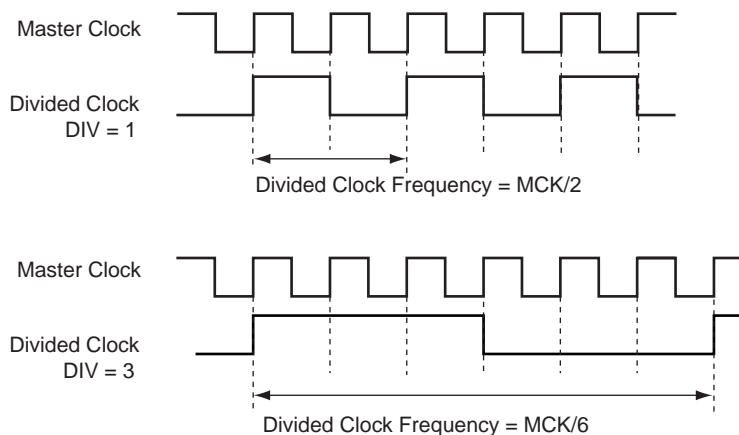 Master Clock
Divided Clock
DIV = 1
Divided Clock Frequency = MCK/2
Master Clock
Divided Clock
DIV = 3
Divided Clock Frequency = MCK/6